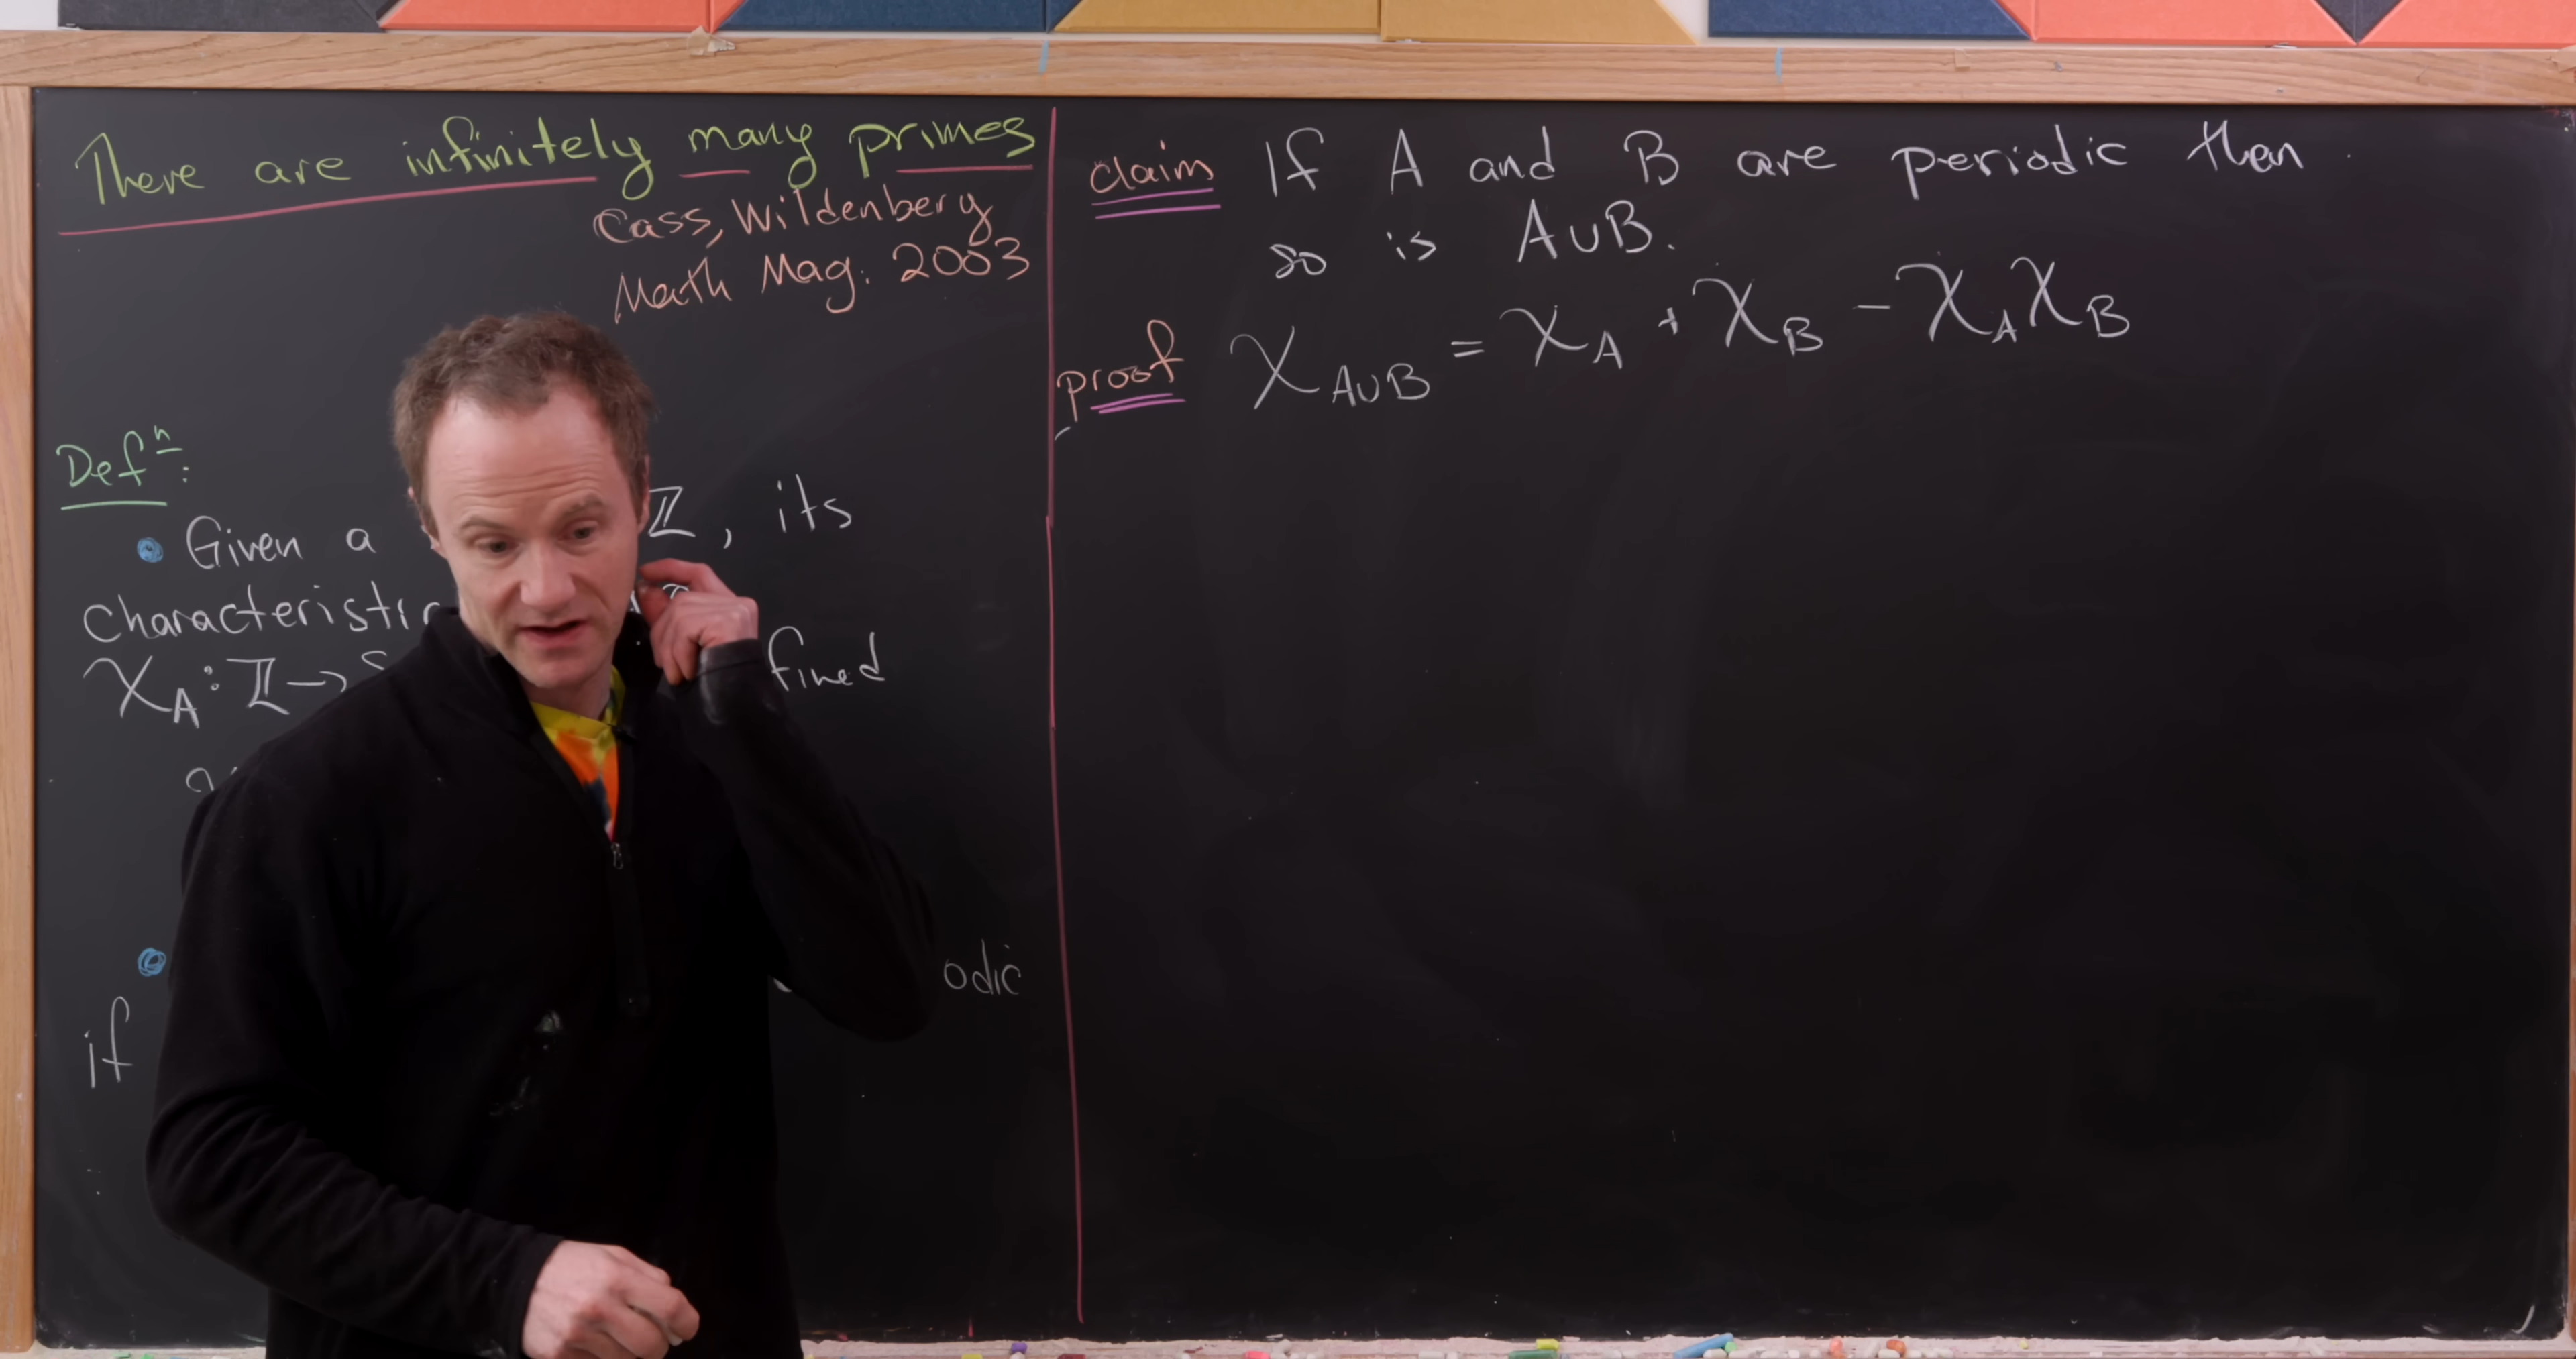 There are infinitely many primes
Cass, Wildenberg
Math Mag. 2003
Defⁿ:
• Given a ℤ, its
characteristic
χ_A : ℤ → fined
• odic
if
claim If A and B are periodic then
so is A∪B.
proof χ_{A∪B} = χ_A + χ_B - χ_A χ_B